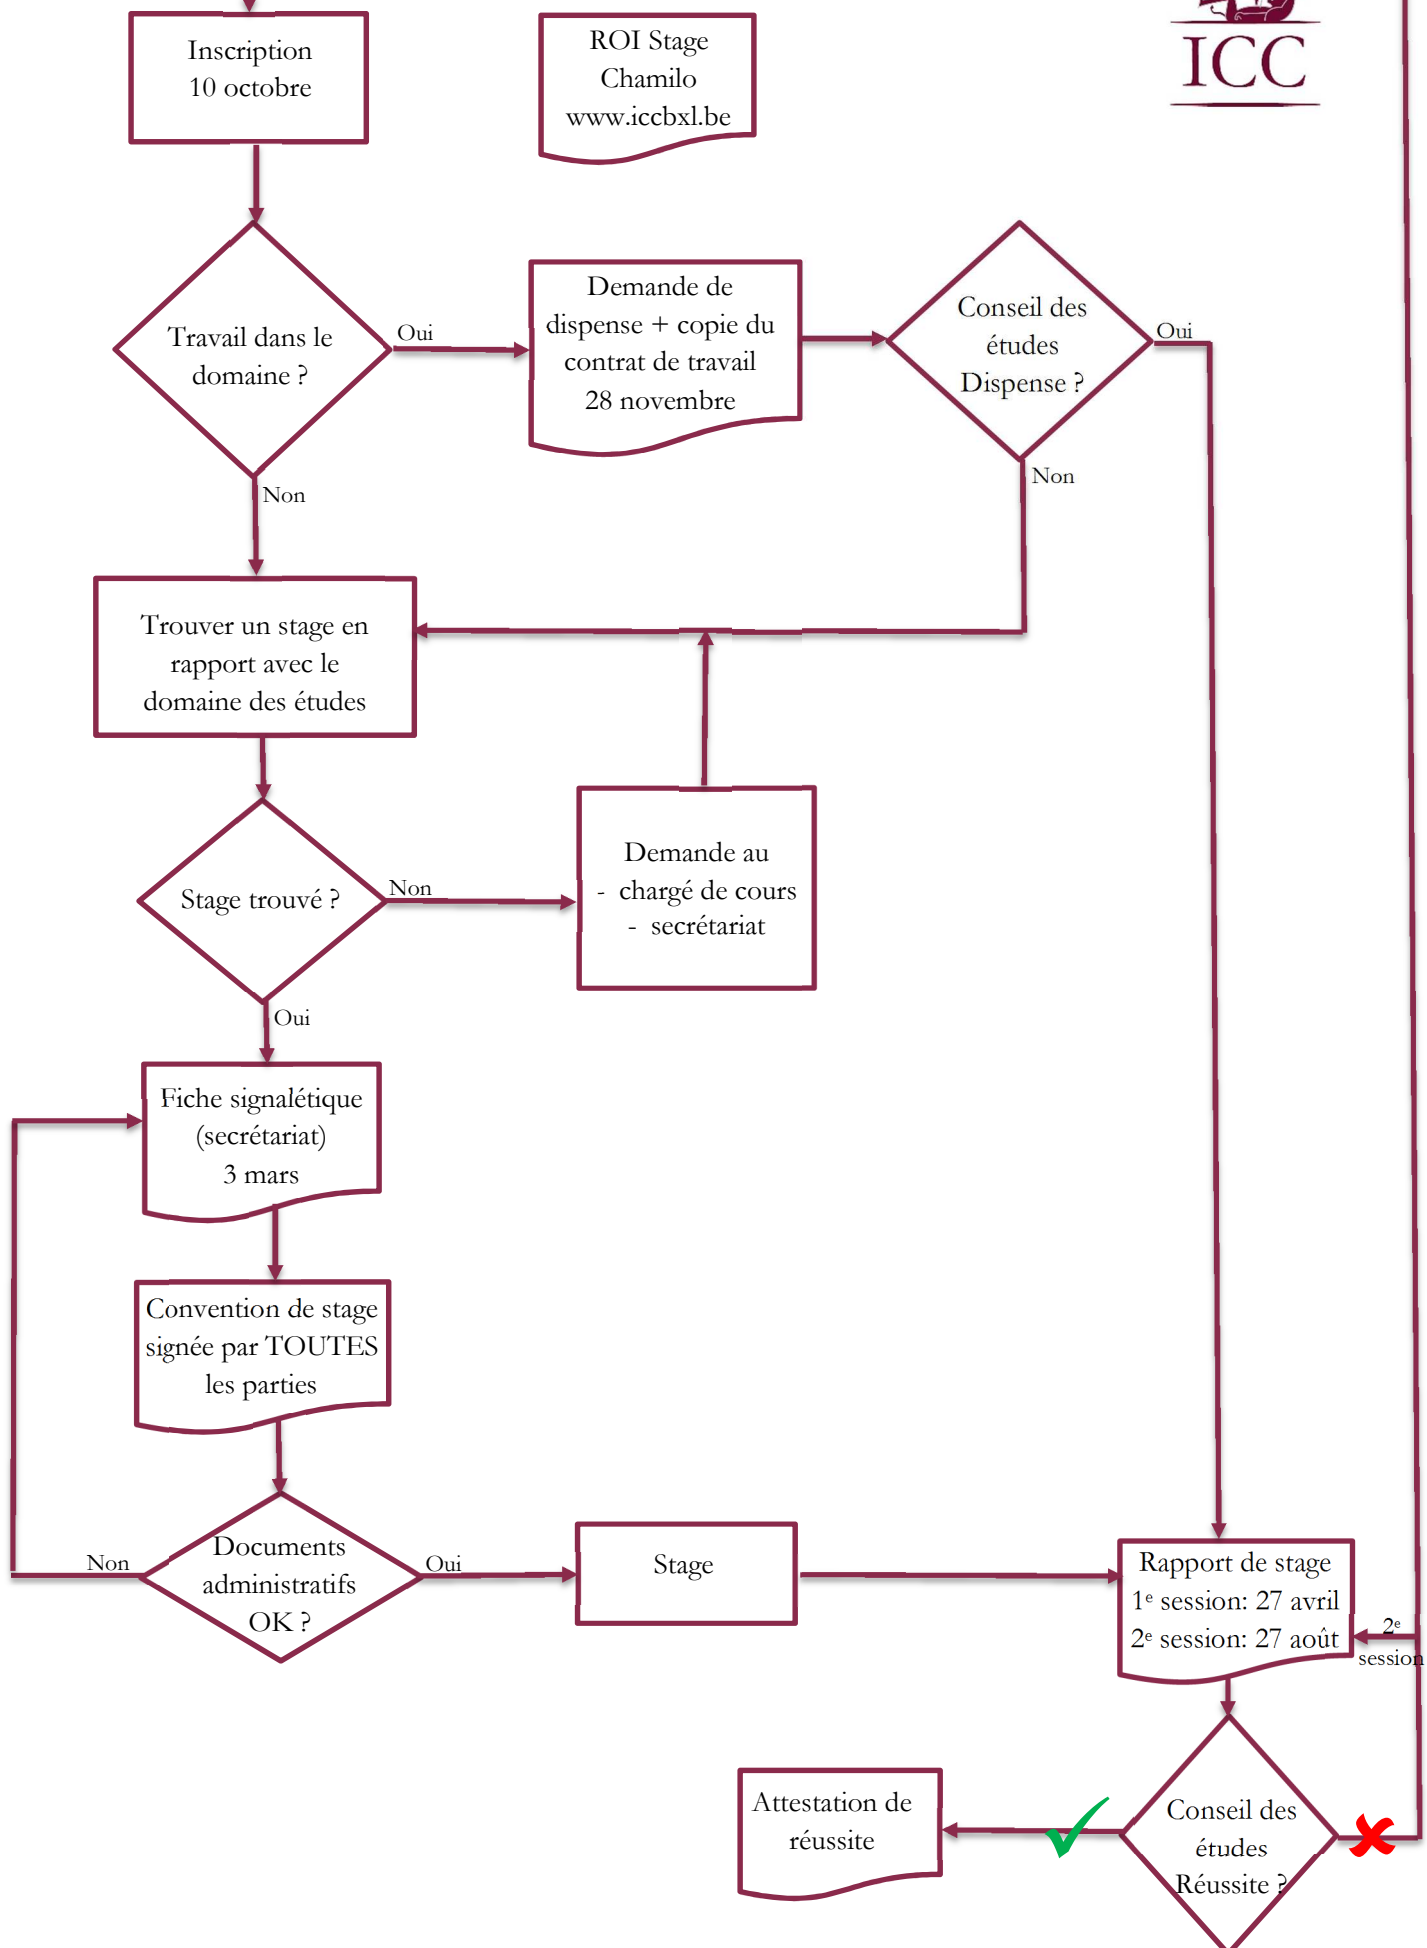 Inscription
10 octobre
ROI Stage
Chamilo
www.iccbxl.be
ICC
Travail dans le
domaine ?
Oui
Non
Demande de
dispense + copie du
contrat de travail
28 novembre
Conseil des
études
Dispense ?
Oui
Non
Trouver un stage en
rapport avec le
domaine des études
Stage trouvé ?
Non
Oui
Demande au
- chargé de cours
- secrétariat
Fiche signalétique
(secrétariat)
3 mars
Convention de stage
signée par TOUTES
les parties
Documents
administratifs
OK ?
Non
Oui
Stage
Rapport de stage
1e session: 27 avril
2e session: 27 août
2e
session
Conseil des
études
Réussite ?
Attestation de
réussite